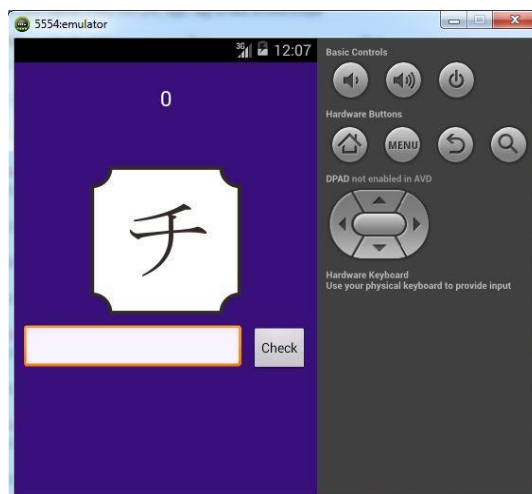 5554:emulator
3G 12:07
0
チ
Check
Basic Controls
Hardware Buttons
MENU
DPAD not enabled in AVD
Hardware Keyboard
Use your physical keyboard to provide input